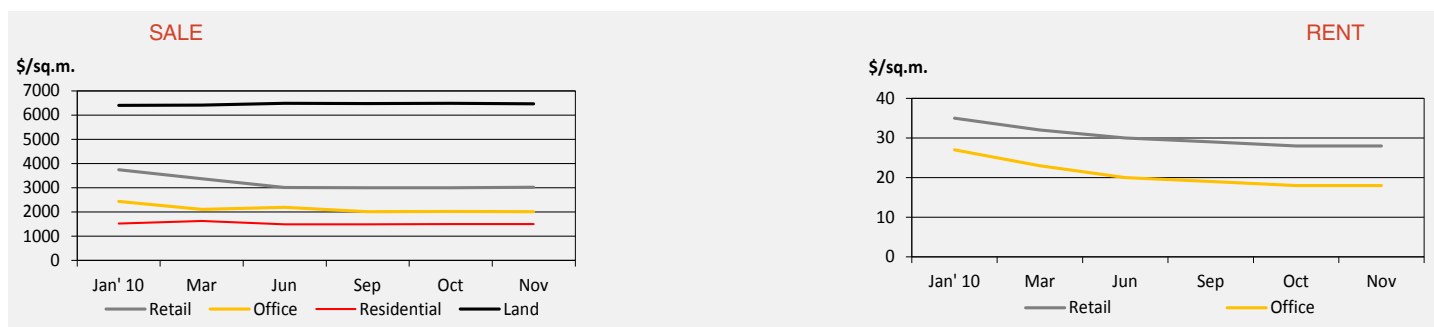 SALE
$/sq.m.
7000
6000
5000
4000
3000
2000
1000
0
Jan' 10 Mar Jun Sep Oct Nov
Retail Office Residential Land
RENT
$/sq.m.
40
30
20
10
0
Jan' 10 Mar Jun Sep Oct Nov
Retail Office